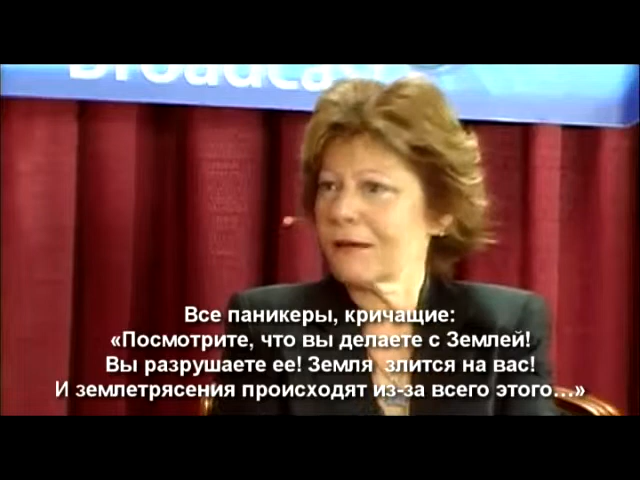 Broadcast
Все паникеры, кричащие:
«Посмотрите, что вы делаете с Землей!
Вы разрушаете ее! Земля злится на вас!
И землетрясения происходят из-за всего этого...»